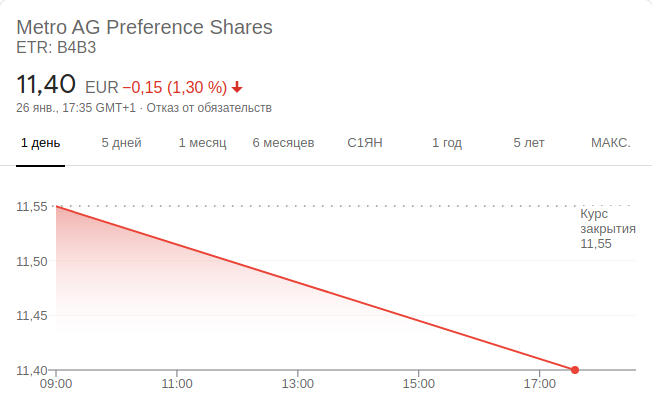 Metro AG Preference Shares
ETR: B4B3
11,40 EUR −0,15 (1,30 %)
26 янв., 17:35 GMT+1 · Отказ от обязательств
1 день 5 дней 1 месяц 6 месяцев С1ЯН 1 год 5 лет МАКС.
11,55
Курс
закрытия
11,55
11,50
11,45
11,40
09:00 11:00 13:00 15:00 17:00